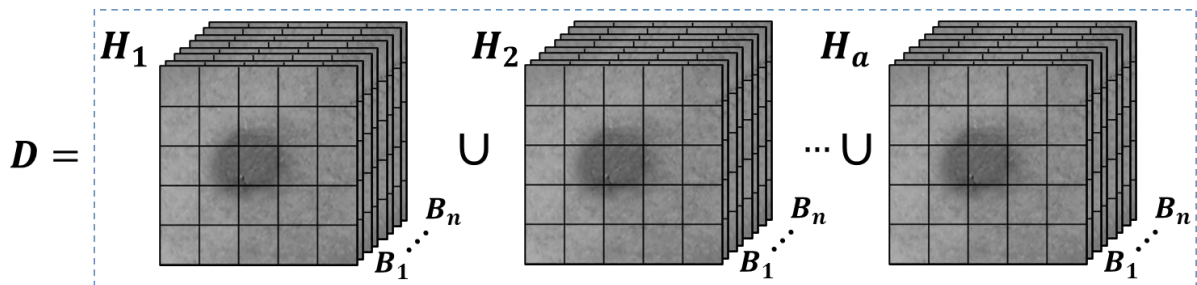 H₁ H₂ Hₐ
D = ∪ ... ∪
Bₙ Bₙ Bₙ
B₁ B₁ B₁